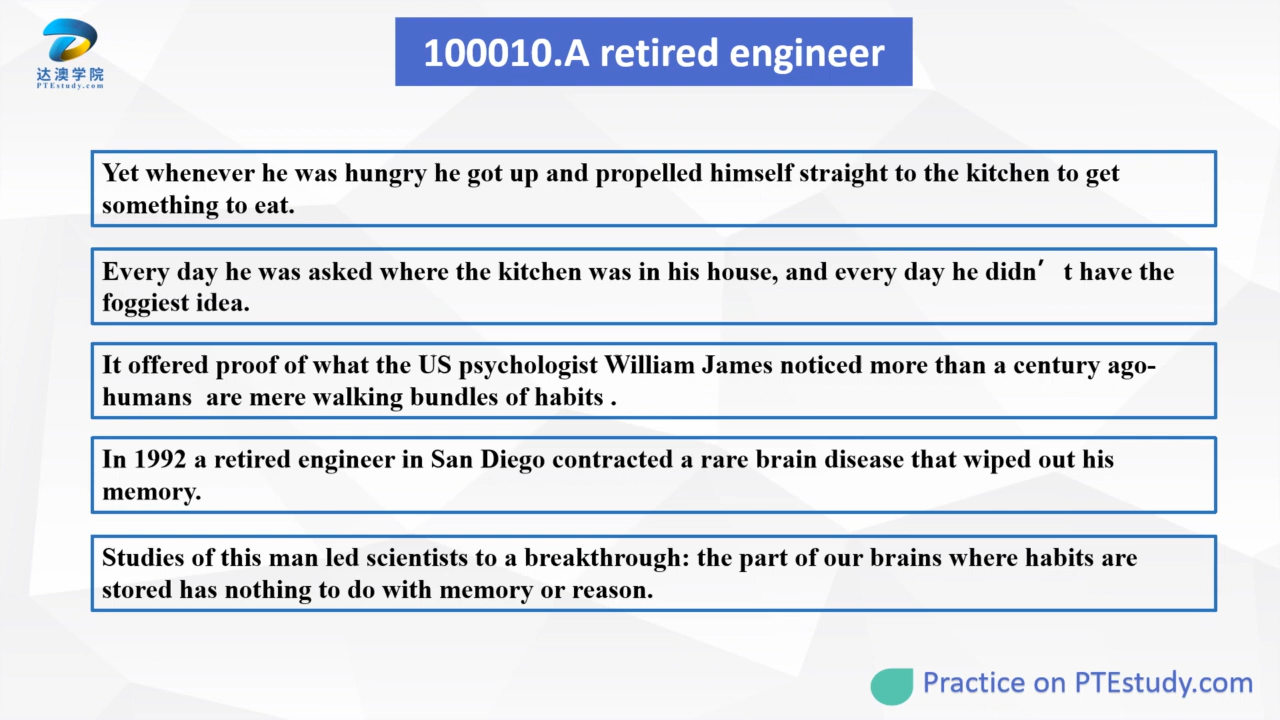 达澳学院
PTEstudy.com
100010.A retired engineer
Yet whenever he was hungry he got up and propelled himself straight to the kitchen to get
something to eat.
Every day he was asked where the kitchen was in his house, and every day he didn′ t have the
foggiest idea.
It offered proof of what the US psychologist William James noticed more than a century ago-
humans are mere walking bundles of habits .
In 1992 a retired engineer in San Diego contracted a rare brain disease that wiped out his
memory.
Studies of this man led scientists to a breakthrough: the part of our brains where habits are
stored has nothing to do with memory or reason.
Practice on PTEstudy.com